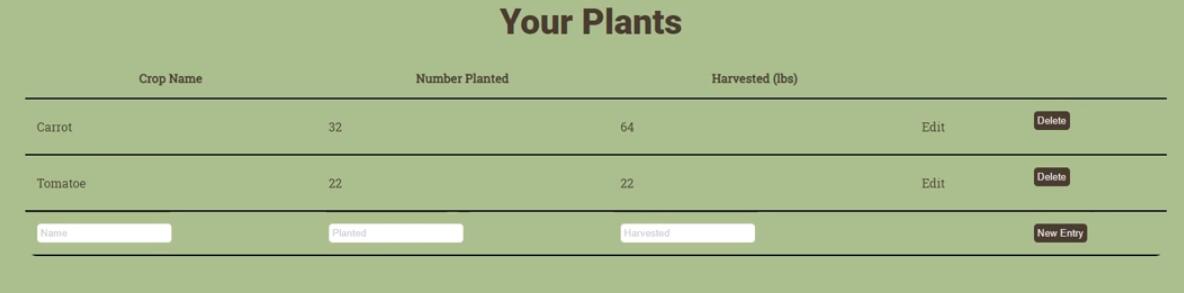 Your Plants
Crop Name Number Planted Harvested (lbs)
Carrot 32 64 Edit Delete
Tomatoe 22 22 Edit Delete
Name Planted Harvested New Entry